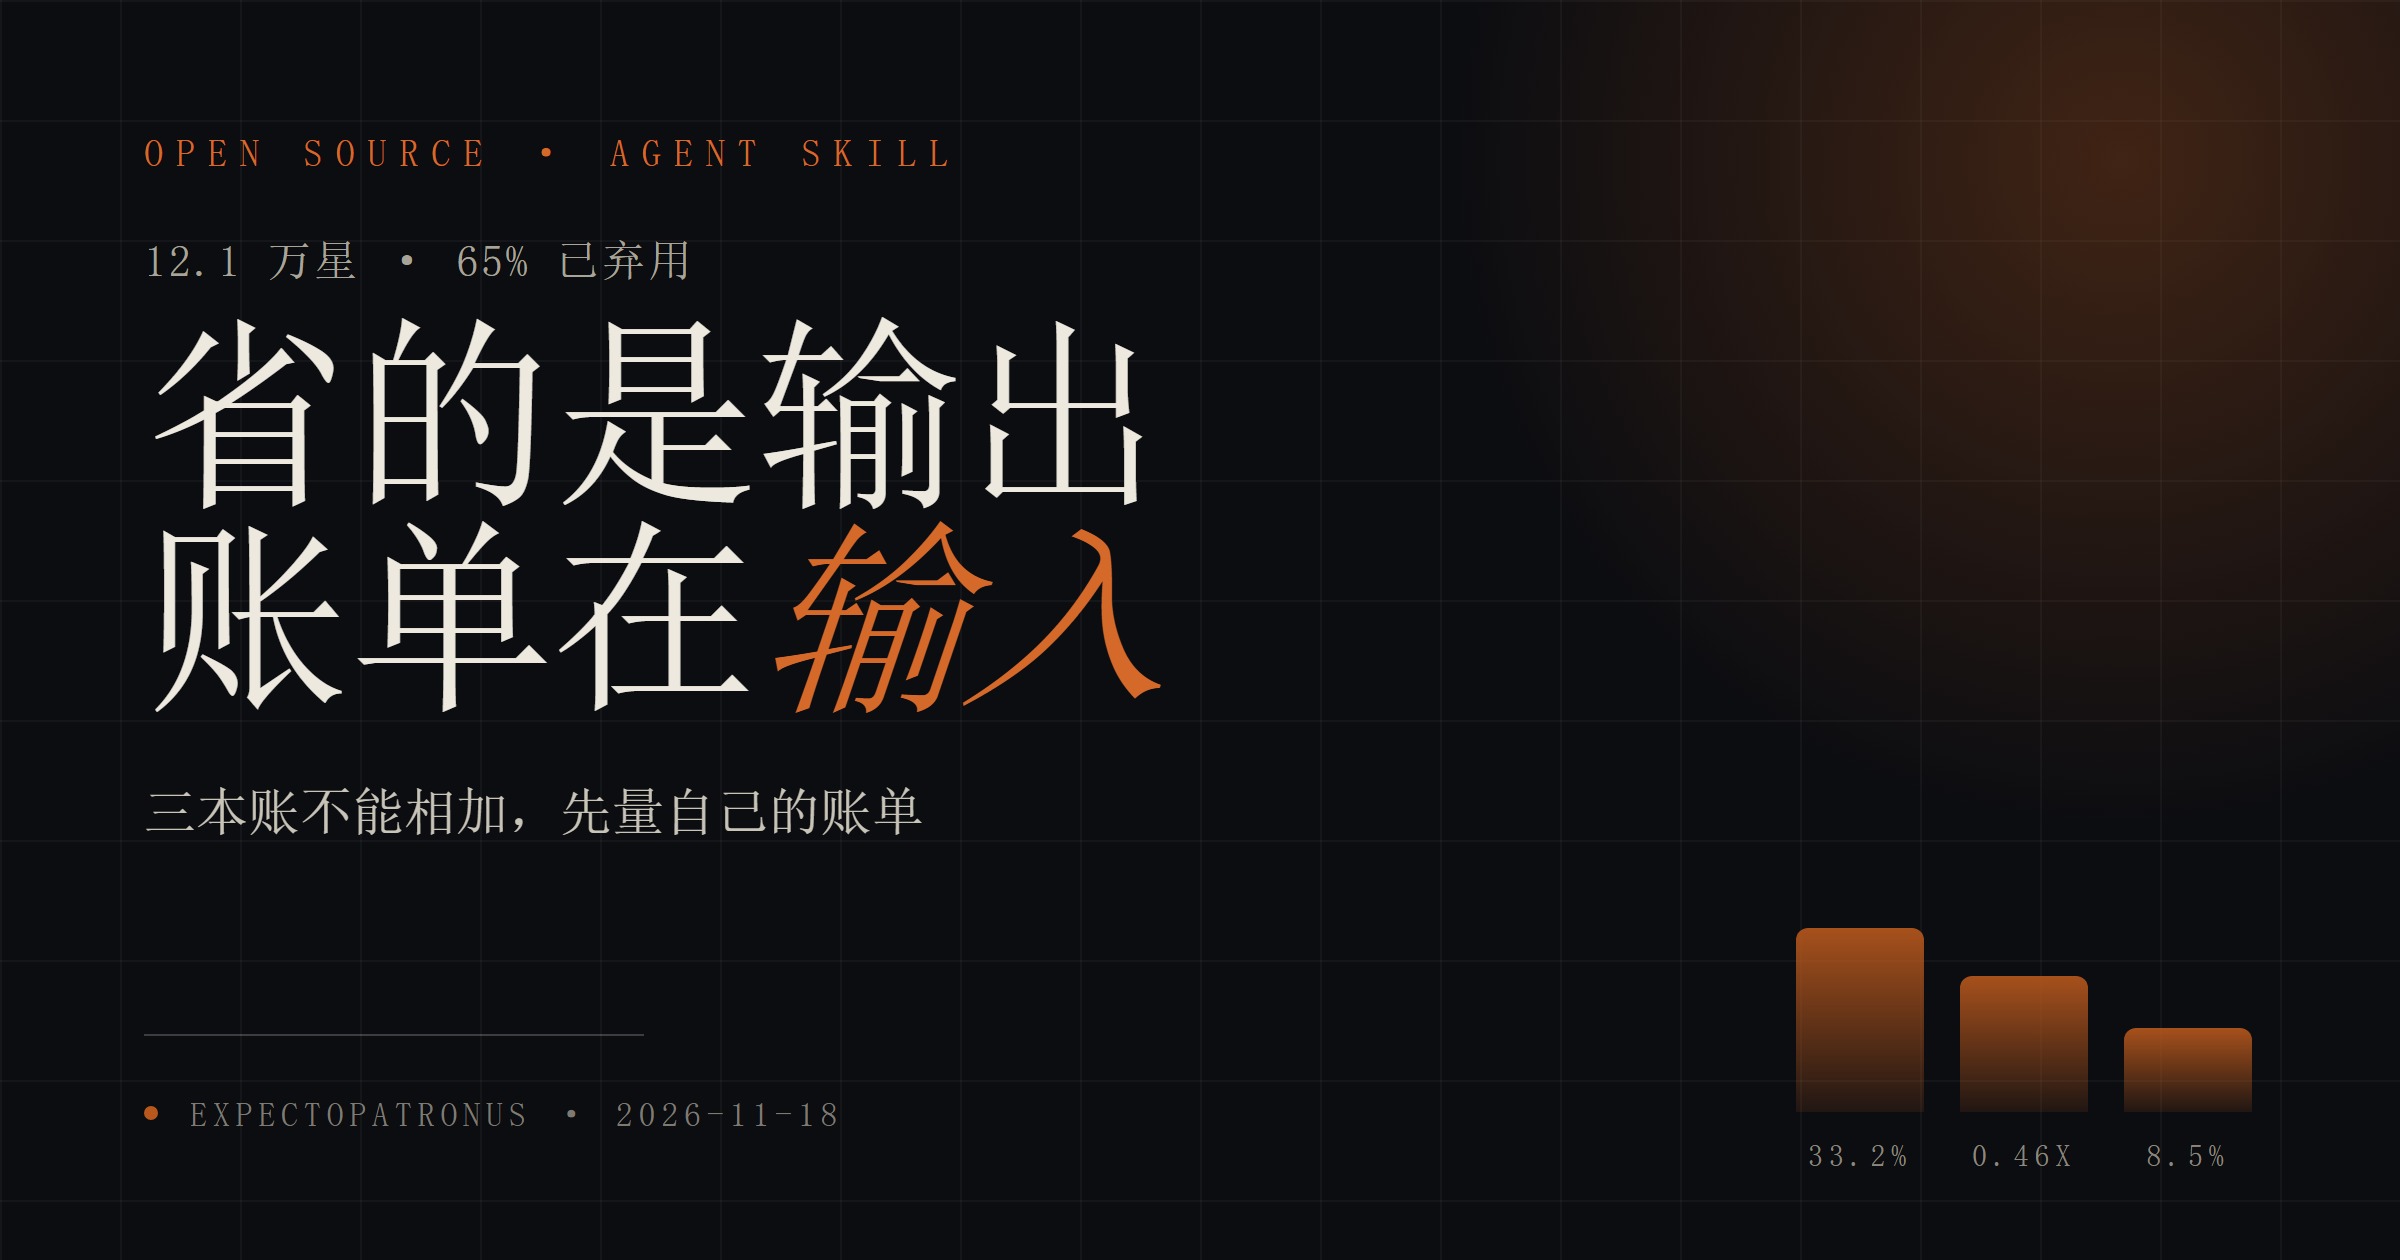 OPEN SOURCE • AGENT SKILL
12.1 万星 • 65% 已弃用
省的是输出
账单在输入
三本账不能相加，先量自己的账单
EXPECTOPATRONUS • 2026-11-18
33.2% 0.46X 8.5%